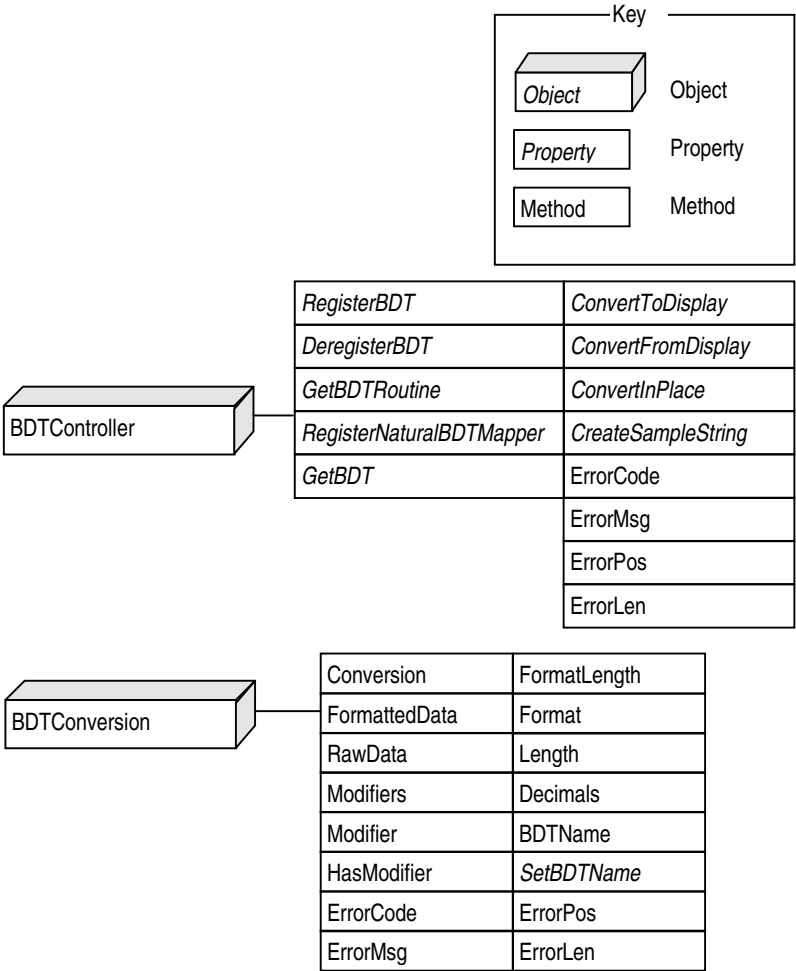 Key
Object Object
Property Property
Method Method
BDTController
RegisterBDT ConvertToDisplay
DeregisterBDT ConvertFromDisplay
GetBDTRoutine ConvertInPlace
RegisterNaturalBDTMapper CreateSampleString
GetBDT ErrorCode
ErrorMsg
ErrorPos
ErrorLen
BDTConversion
Conversion FormatLength
FormattedData Format
RawData Length
Modifiers Decimals
Modifier BDTName
HasModifier SetBDTName
ErrorCode ErrorPos
ErrorMsg ErrorLen